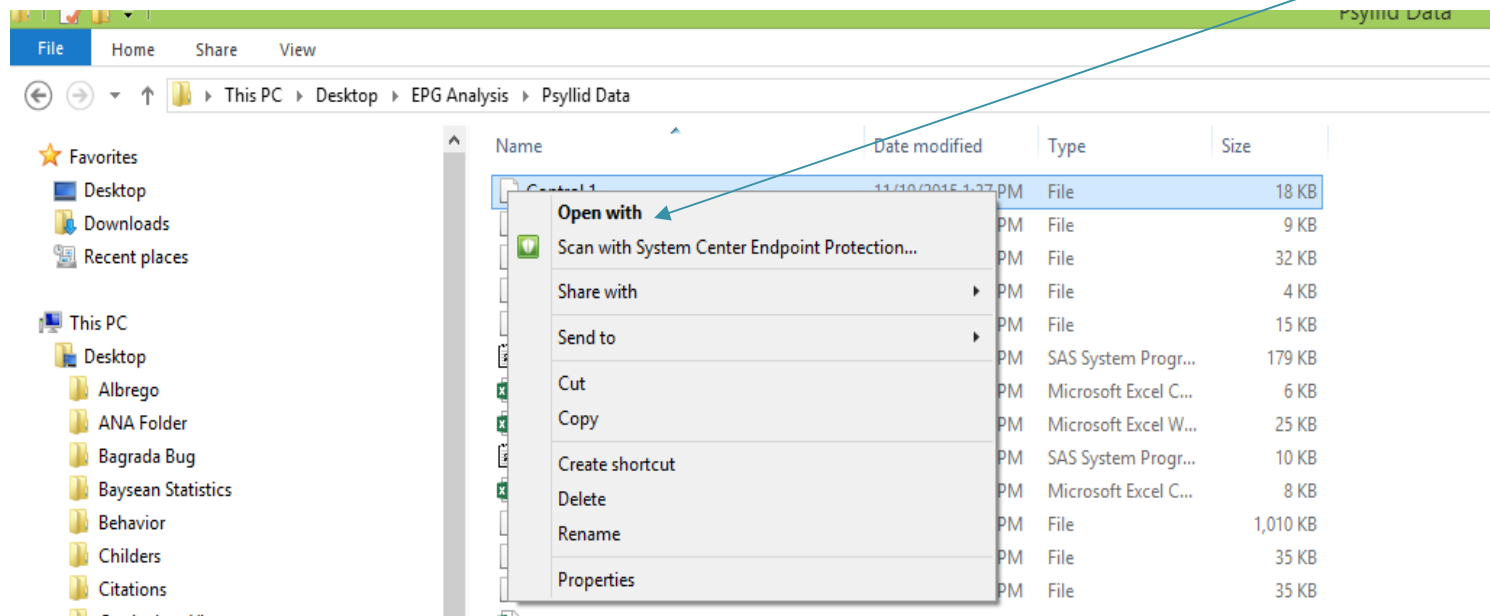 Psyllid Data
File Home Share View
This PC Desktop EPG Analysis Psyllid Data
Favorites
Desktop
Downloads
Recent places
This PC
Desktop
Albrego
ANA Folder
Bagrada Bug
Baysean Statistics
Behavior
Childers
Citations
Name Date modified Type Size
Control 1 11/10/2015 1:27 PM File 18 KB
PM File 9 KB
PM File 32 KB
PM File 4 KB
PM File 15 KB
PM SAS System Progr... 179 KB
PM Microsoft Excel C... 6 KB
PM Microsoft Excel W... 25 KB
PM SAS System Progr... 10 KB
PM Microsoft Excel C... 8 KB
PM File 1,010 KB
PM File 35 KB
PM File 35 KB
Open with
Scan with System Center Endpoint Protection...
Share with
Send to
Cut
Copy
Create shortcut
Delete
Rename
Properties